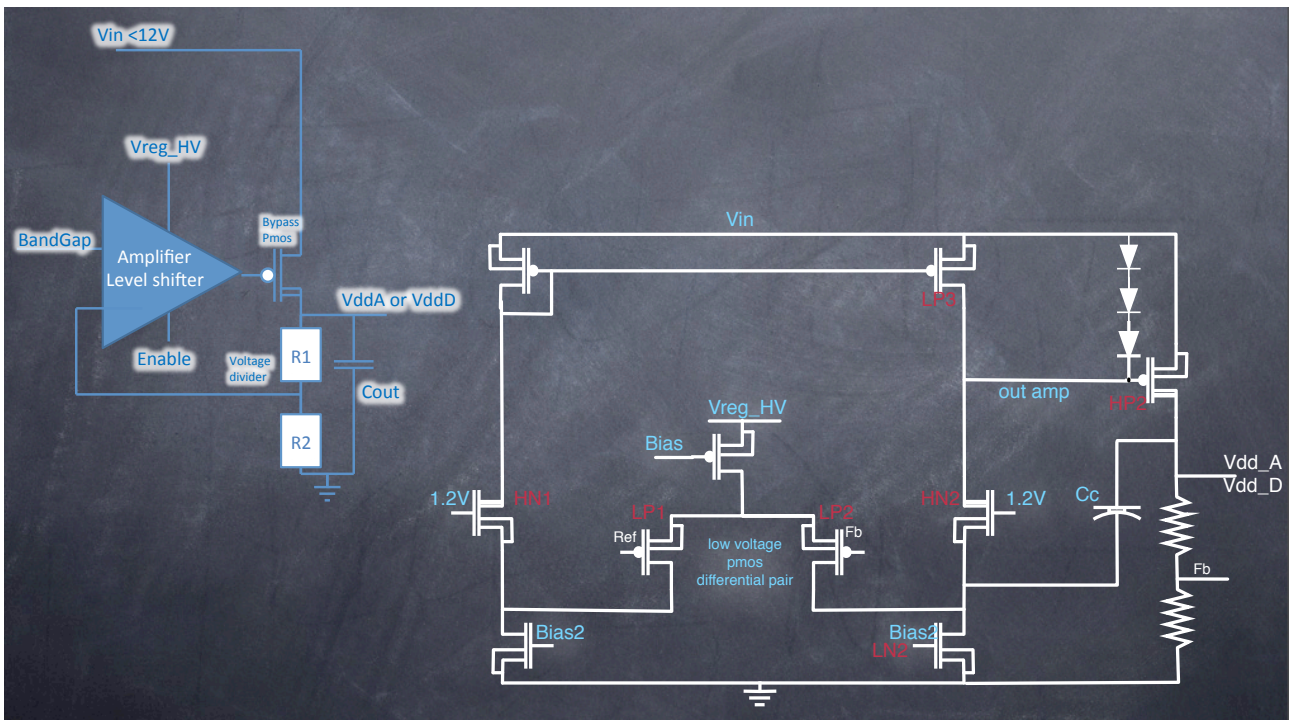 Vin <12V
Vreg_HV
BandGap
Amplifier
Level shifter
Bypass
Pmos
VddA or VddD
Enable
Voltage
divider
R1
Cout
R2
Vin
LP3
out amp
HP2
Vreg_HV
Bias
1.2V
HN1
LP1
LP2
HN2
1.2V
Cc
Vdd_A
Vdd_D
Ref
Fb
low voltage
pmos
differential pair
Fb
Bias2
Bias2
LN2